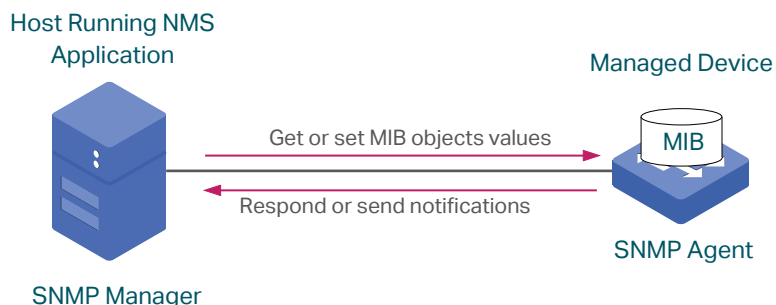 Host Running NMS
Application
Managed Device
MIB
Get or set MIB objects values
Respond or send notifications
SNMP Agent
SNMP Manager